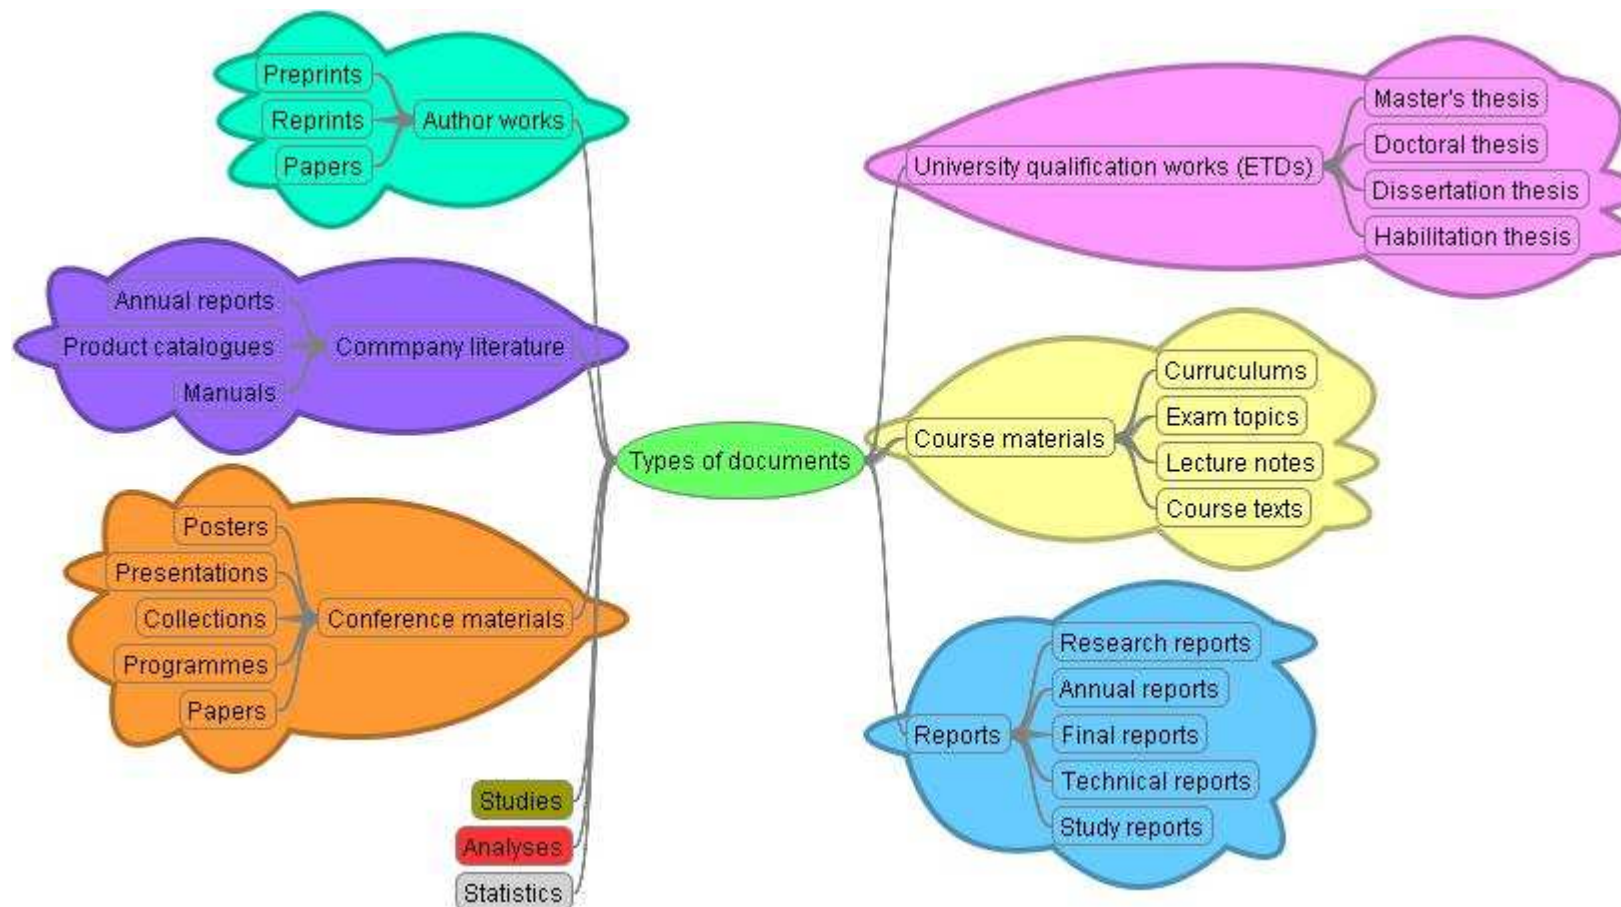 Types of documents
Author works
Preprints
Reprints
Papers
Commpany literature
Annual reports
Product catalogues
Manuals
Conference materials
Posters
Presentations
Collections
Programmes
Papers
Studies
Analyses
Statistics
University qualification works (ETDs)
Master's thesis
Doctoral thesis
Dissertation thesis
Habilitation thesis
Course materials
Curruculums
Exam topics
Lecture notes
Course texts
Reports
Research reports
Annual reports
Final reports
Technical reports
Study reports